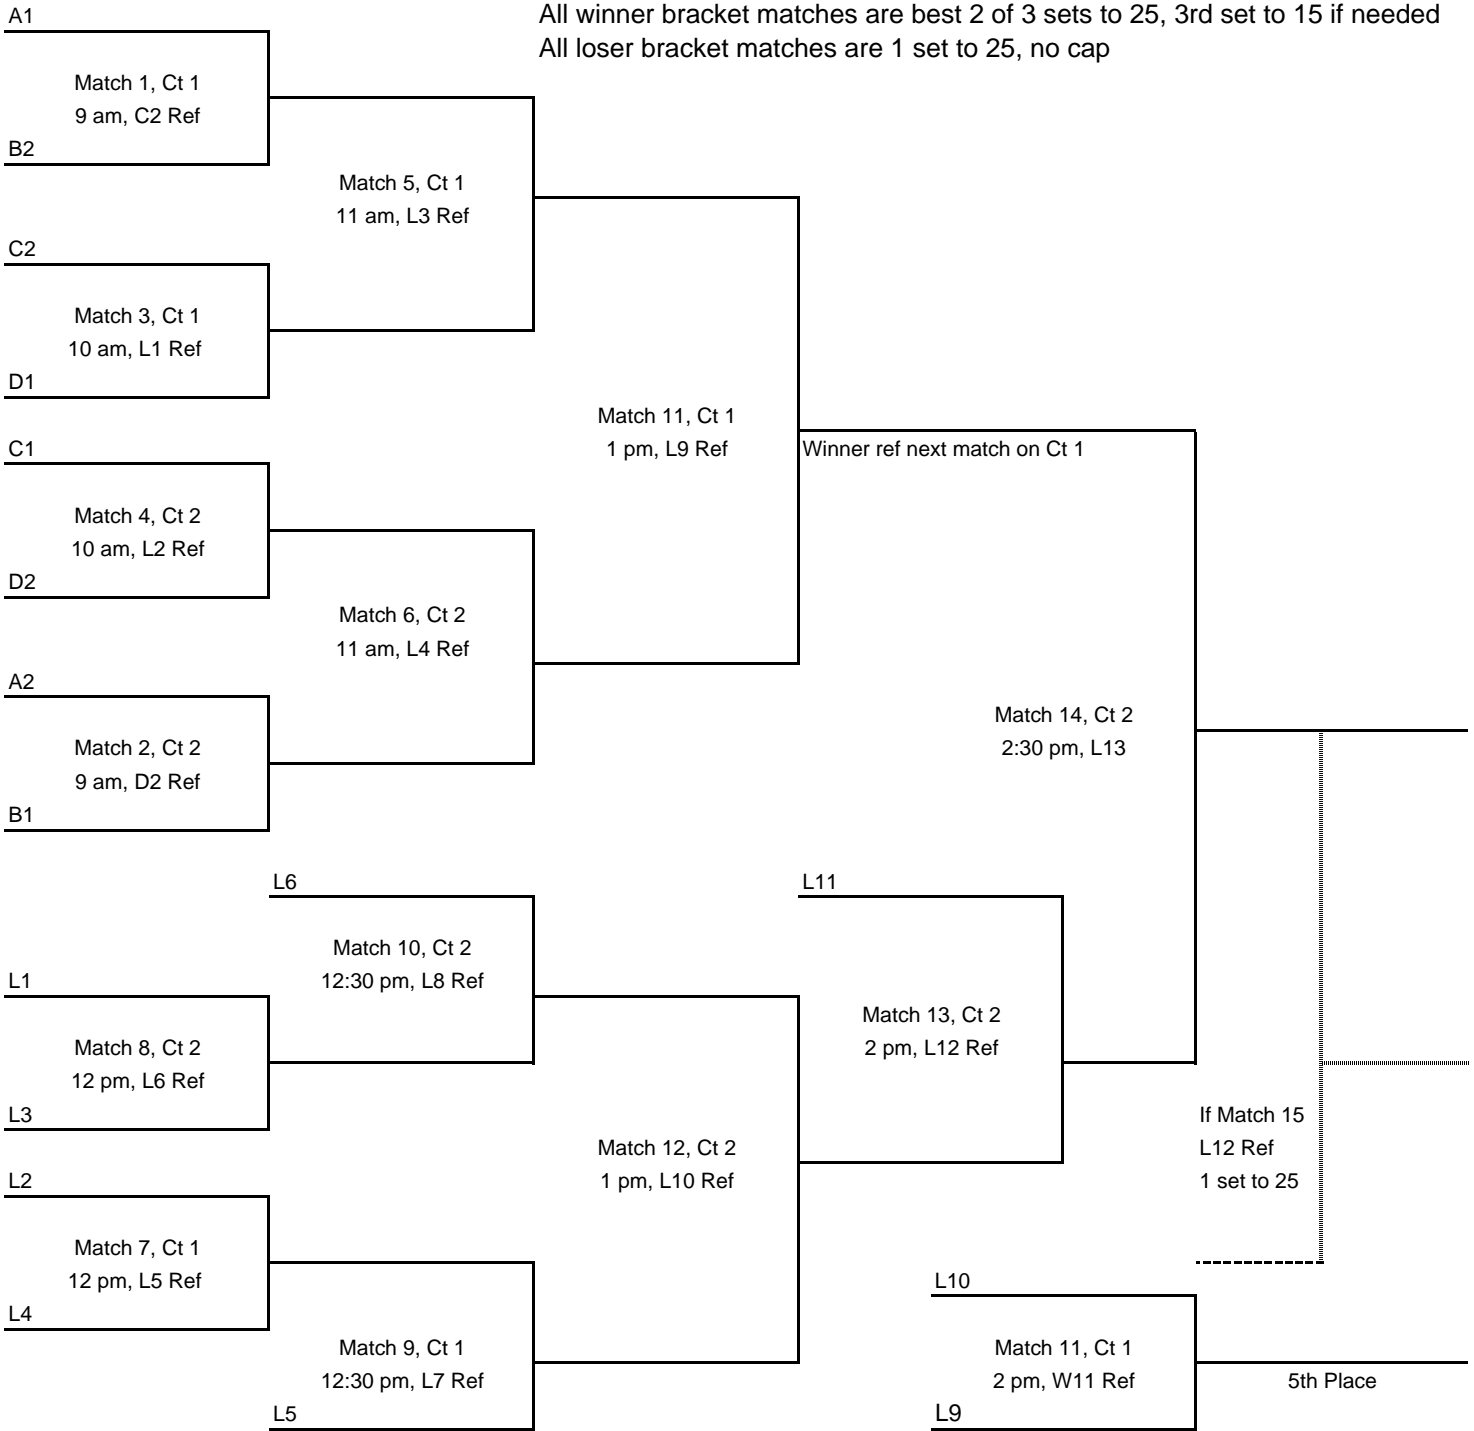 All winner bracket matches are best 2 of 3 sets to 25, 3rd set to 15 if needed
All loser bracket matches are 1 set to 25, no cap
A1
Match 1, Ct 1
9 am, C2 Ref
B2
Match 5, Ct 1
11 am, L3 Ref
C2
Match 3, Ct 1
10 am, L1 Ref
D1
Match 11, Ct 1
1 pm, L9 Ref
Winner ref next match on Ct 1
C1
Match 4, Ct 2
10 am, L2 Ref
D2
Match 6, Ct 2
11 am, L4 Ref
A2
Match 2, Ct 2
9 am, D2 Ref
B1
Match 14, Ct 2
2:30 pm, L13
L6
Match 10, Ct 2
12:30 pm, L8 Ref
L11
L1
Match 8, Ct 2
12 pm, L6 Ref
L3
Match 13, Ct 2
2 pm, L12 Ref
Match 12, Ct 2
1 pm, L10 Ref
If Match 15
L12 Ref
1 set to 25
L2
Match 7, Ct 1
12 pm, L5 Ref
L4
Match 9, Ct 1
12:30 pm, L7 Ref
L5
L10
Match 11, Ct 1
2 pm, W11 Ref
L9
5th Place